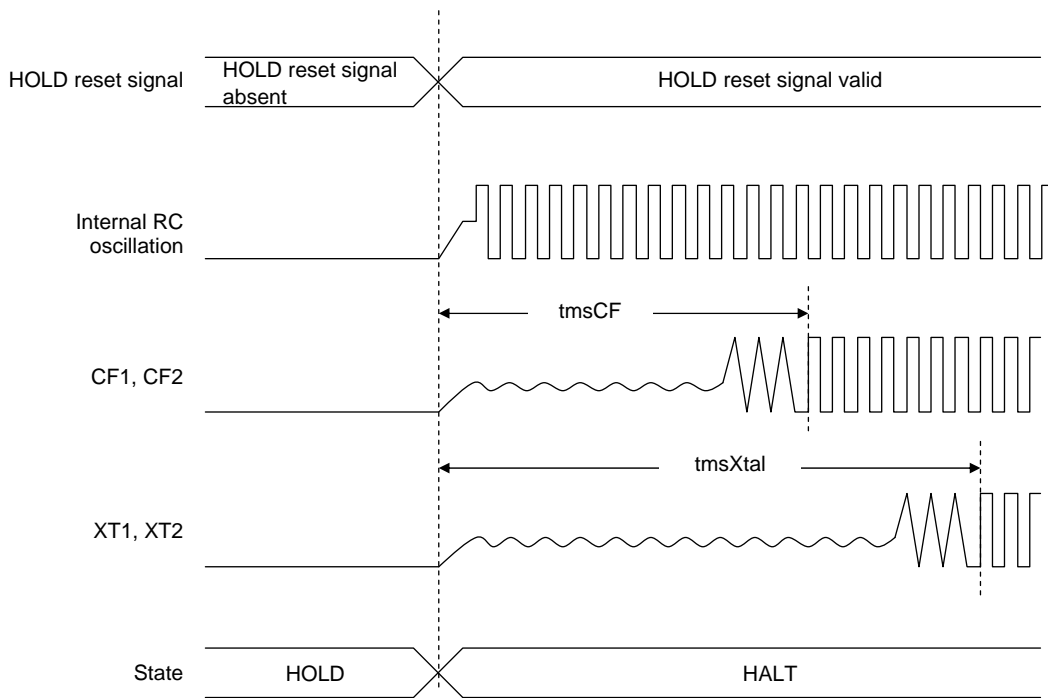 HOLD reset signal
HOLD reset signal
absent
HOLD reset signal valid
Internal RC
oscillation
tmsCF
CF1, CF2
tmsXtal
XT1, XT2
State
HOLD
HALT